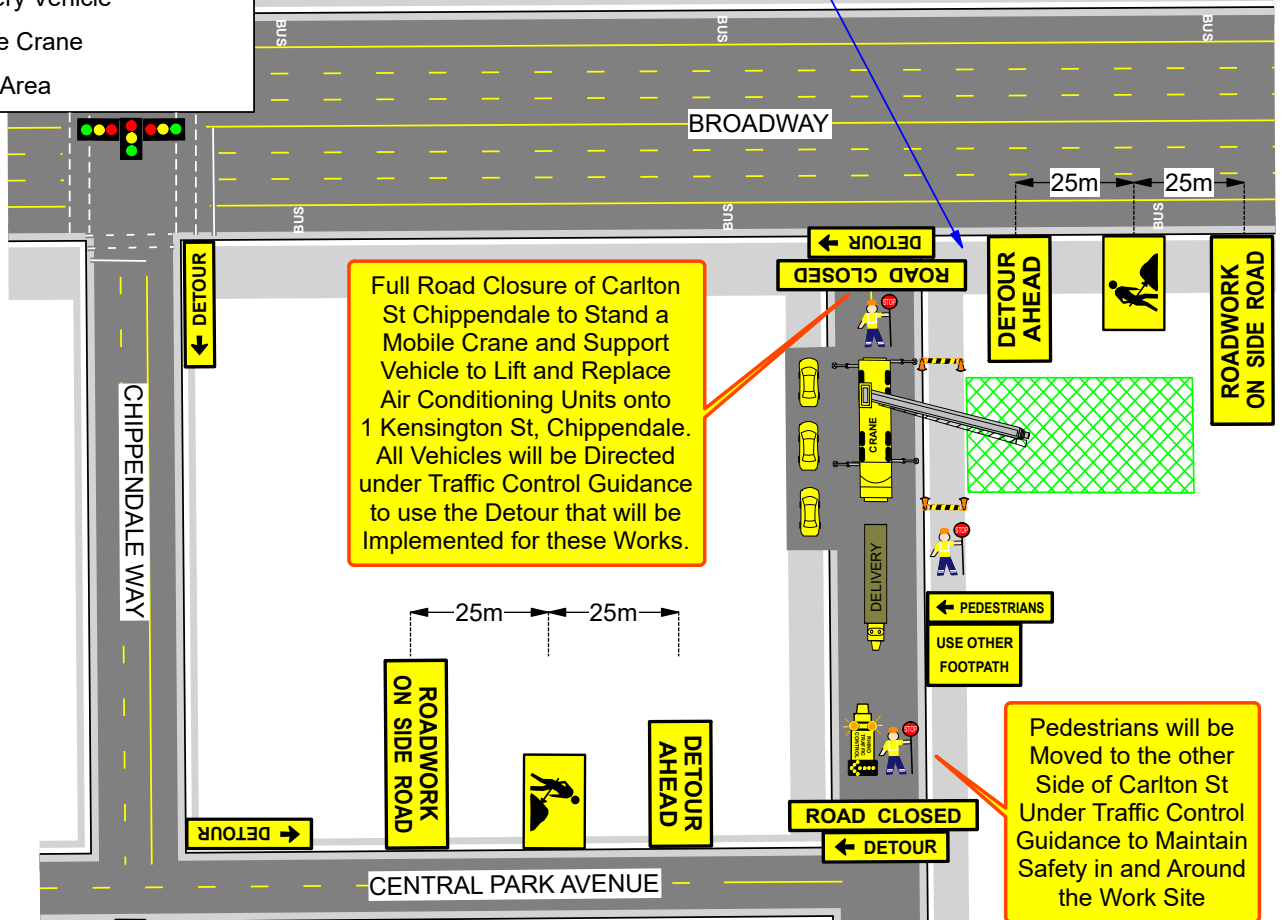 ery Vehicle
e Crane
Area
BUS
BUS
BUS
BROADWAY
25m
25m
BUS
BUS
BUS
DETOUR
DETOUR
ROAD CLOSED
DETOUR
AHEAD
ROADWORK
ON SIDE ROAD
STOP
Full Road Closure of Carlton
St Chippendale to Stand a
Mobile Crane and Support
Vehicle to Lift and Replace
Air Conditioning Units onto
1 Kensington St, Chippendale.
All Vehicles will be Directed
under Traffic Control Guidance
to use the Detour that will be
Implemented for these Works.
CHIPPENDALE WAY
CRANE
DELIVERY
STOP
PEDESTRIANS
USE OTHER
FOOTPATH
25m
25m
ROADWORK
ON SIDE ROAD
DETOUR
AHEAD
RHINO
TRAFFIC
CONTROL
STOP
Pedestrians will be
Moved to the other
Side of Carlton St
Under Traffic Control
Guidance to Maintain
Safety in and Around
the Work Site
DETOUR
ROAD CLOSED
DETOUR
CENTRAL PARK AVENUE